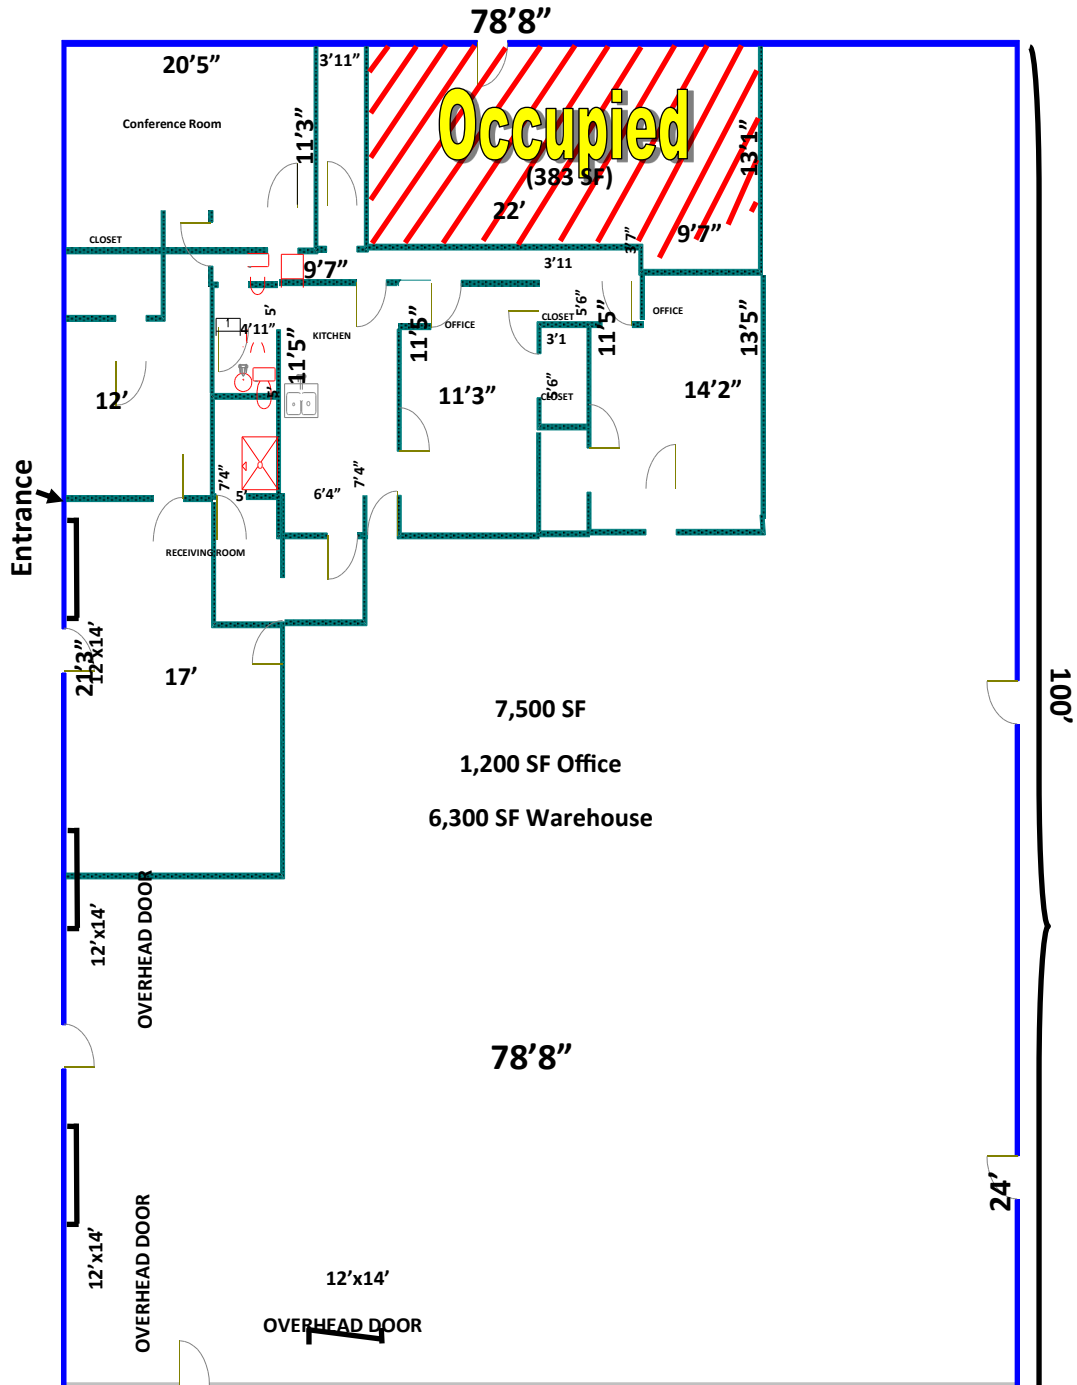 78’8”
20’5”
3’11”
Conference Room
11’3”
Occupied
(383 SF)
13’1”
22’
9’7”
3’7”
CLOSET
9’7”
3’11
5’
4’11”
KITCHEN
11’5”
11’5”
OFFICE
CLOSET
5’6”
11’5”
OFFICE
13’5”
3’1
12’
5’
11’3”
CLOSET
14’2”
Entrance
7’4”
5’
6’4”
7’4”
RECEIVING ROOM
12’x14’
21’3”
17’
100’
7,500 SF
1,200 SF Office
6,300 SF Warehouse
12’x14’
OVERHEAD DOOR
78’8”
24’
12’x14’
OVERHEAD DOOR
12’x14’
OVERHEAD DOOR